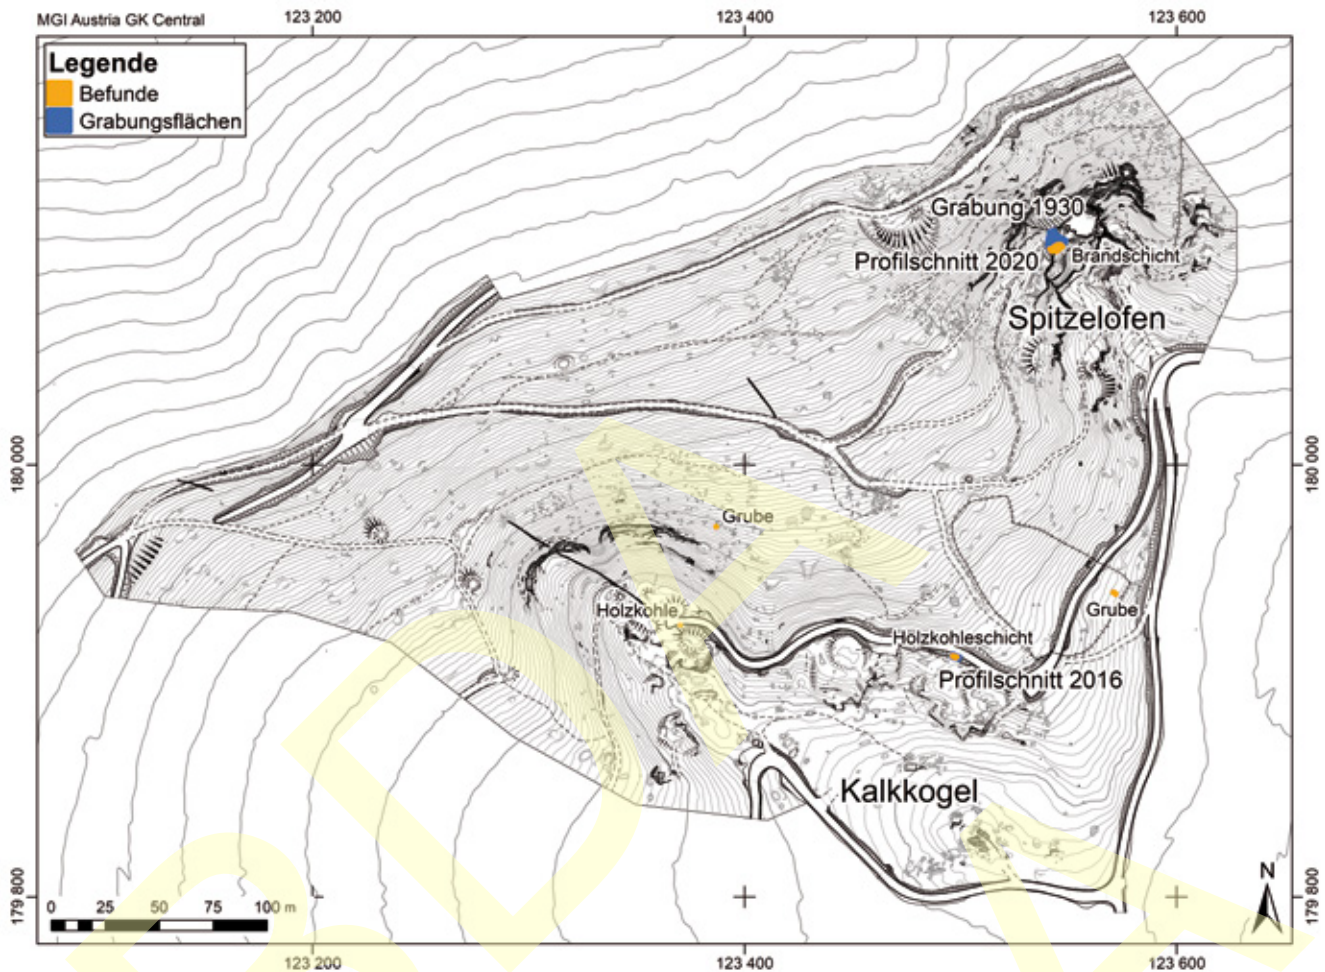 MGI Austria GK Central
123 200
123 400
123 600
Legende
Befunde
Grabungsflächen
Grabung 1930
Profilschnitt 2020
Brandschicht
Spitzelofen
180 000
180 000
Grube
Holzkohle
Grube
Holzkohleschicht
Profilschnitt 2016
Kalkkogel
N
179 800
179 800
0 25 50 75 100 m
123 200
123 400
123 600